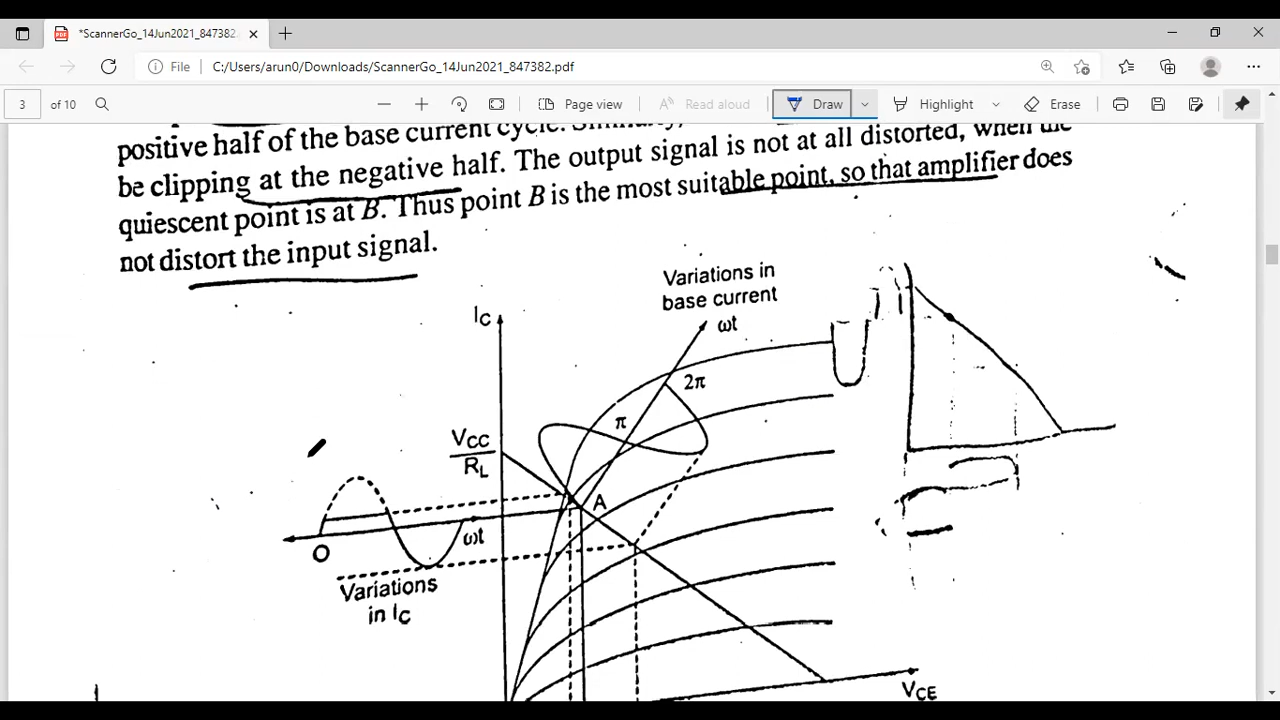 *ScannerGo_14Jun2021_847382.
File C:/Users/arun0/Downloads/ScannerGo_14Jun2021_847382.pdf
3 of 10 Page view Read aloud Draw Highlight Erase
positive half of the base current cycle. Similarly,
be clipping at the negative half. The output signal is not at all distorted, when the
quiescent point is at B. Thus point B is the most suitable point, so that amplifier does
not distort the input signal.
Variations in
base current
IC
ωt
2π
π
VCC
RL
A
ωt
O
Variations
in IC
VCE